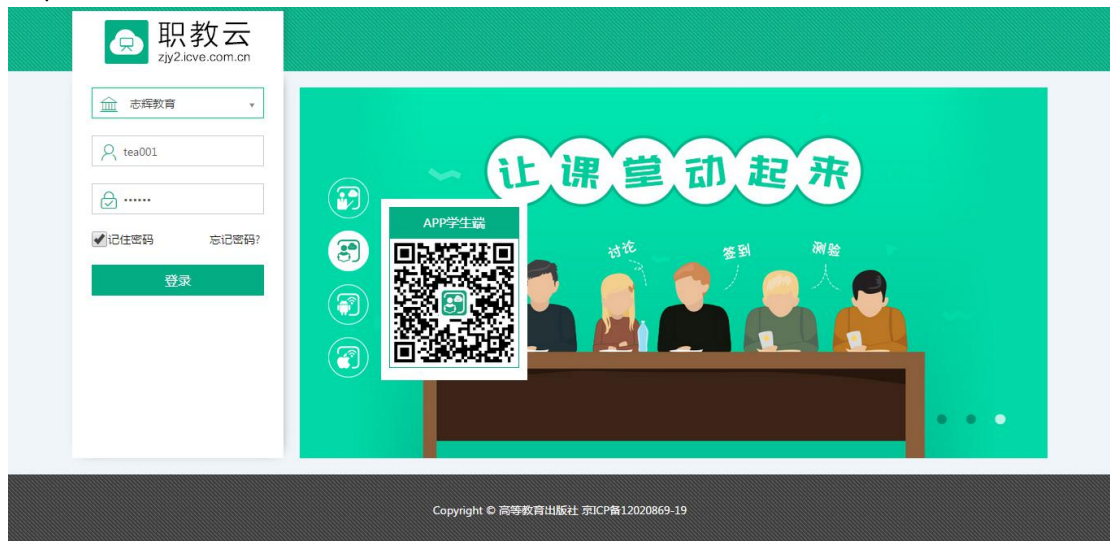 职教云
zjy2.icve.com.cn
志辉教育
tea001
记住密码 忘记密码?
登录
让课堂动起来
APP学生端
讨论 签到 测验
Copyright © 高等教育出版社 京ICP备12020869-19